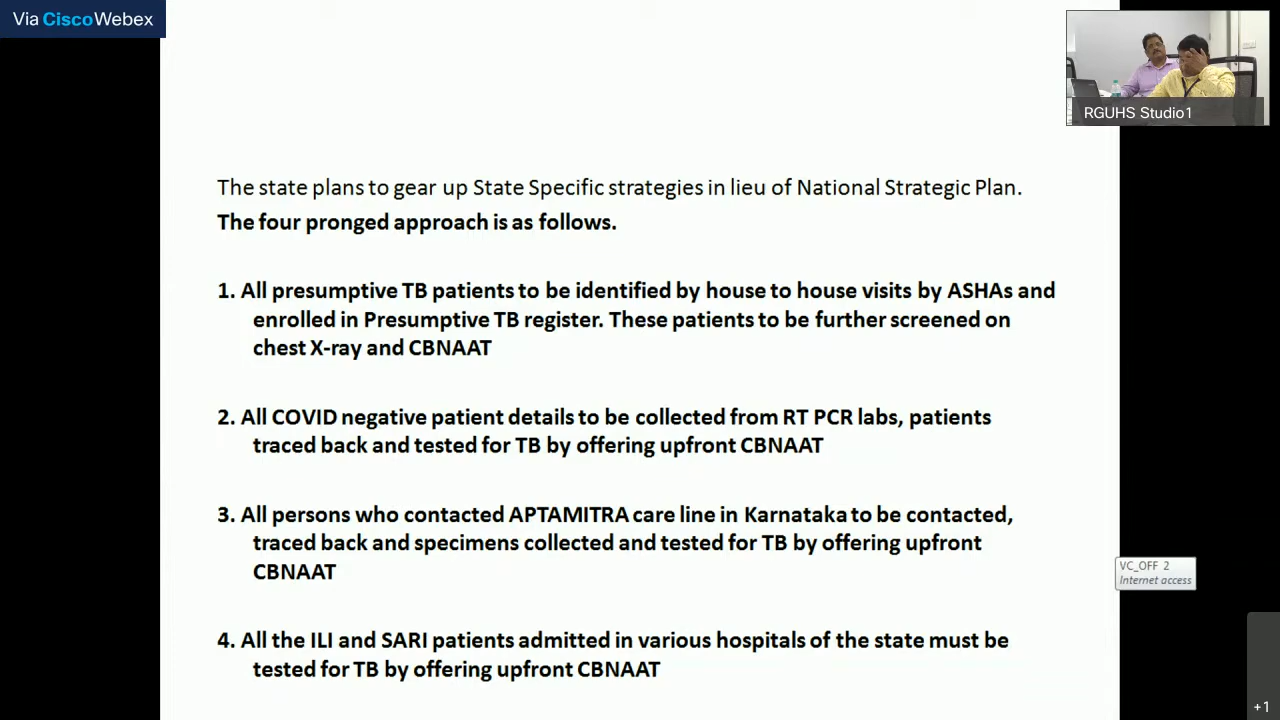 Via CiscoWebex
RGUHS Studio1
The state plans to gear up State Specific strategies in lieu of National Strategic Plan.
The four pronged approach is as follows.
1. All presumptive TB patients to be identified by house to house visits by ASHAs and
enrolled in Presumptive TB register. These patients to be further screened on
chest X-ray and CBNAAT
2. All COVID negative patient details to be collected from RT PCR labs, patients
traced back and tested for TB by offering upfront CBNAAT
3. All persons who contacted APTAMITRA care line in Karnataka to be contacted,
traced back and specimens collected and tested for TB by offering upfront
CBNAAT
VC_OFF 2
Internet access
4. All the ILI and SARI patients admitted in various hospitals of the state must be
tested for TB by offering upfront CBNAAT
+1